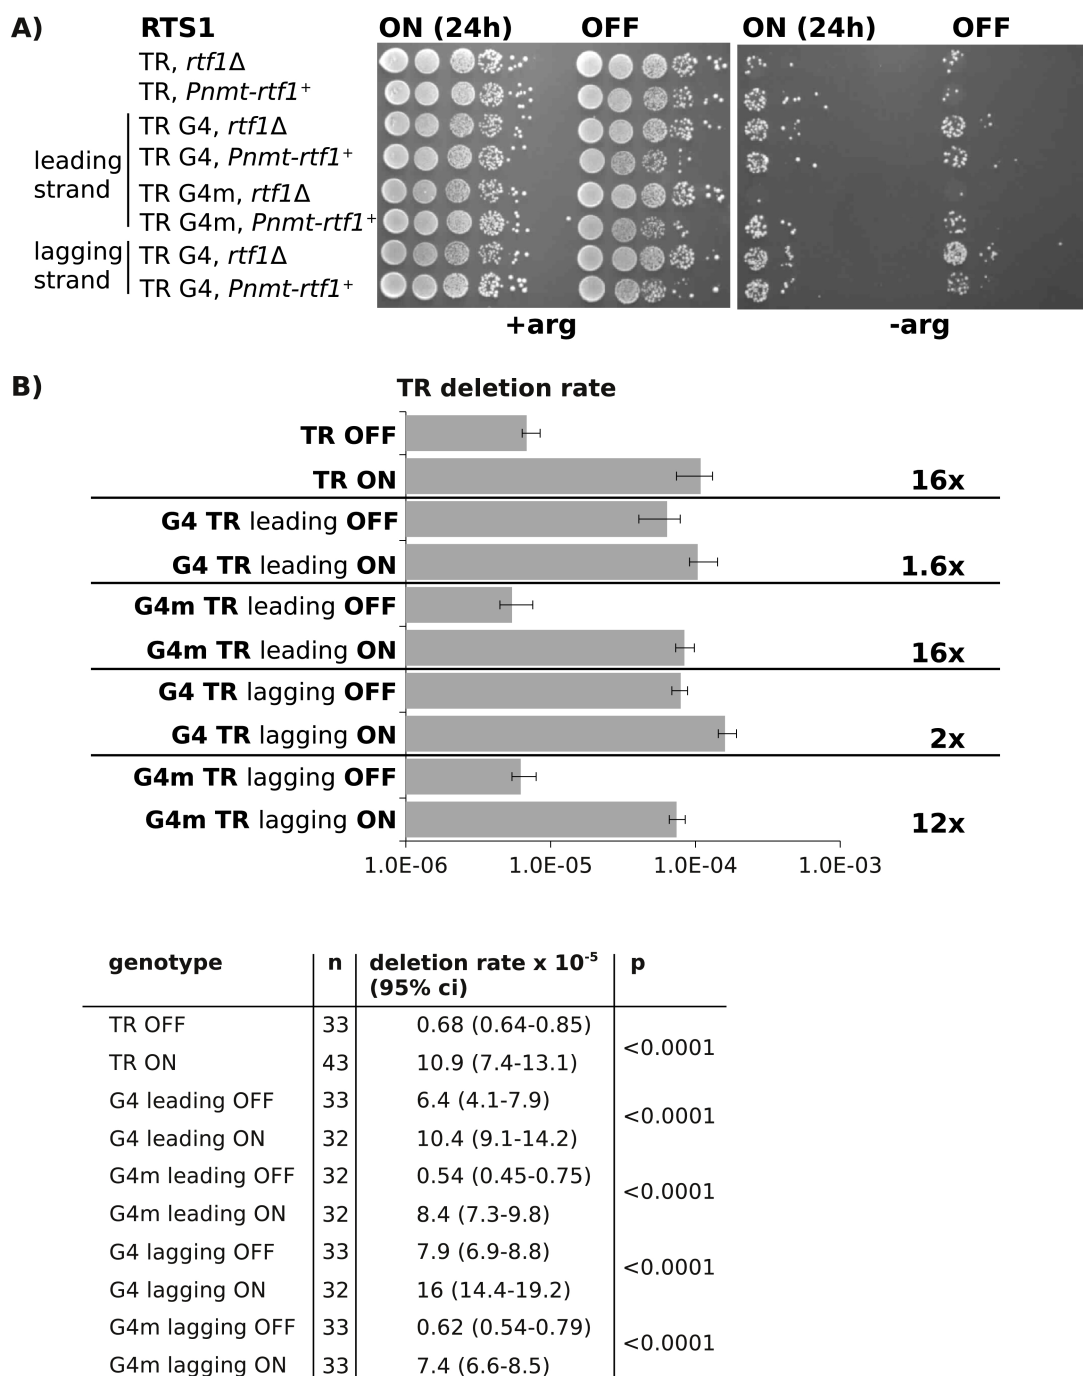 A)
RTS1
ON (24h)
OFF
ON (24h)
OFF
TR, rtf1Δ
TR, Pnmt-rtf1⁺
TR G4, rtf1Δ
leading strand
TR G4, Pnmt-rtf1⁺
TR G4m, rtf1Δ
TR G4m, Pnmt-rtf1⁺
lagging strand
TR G4, rtf1Δ
TR G4, Pnmt-rtf1⁺
+arg
-arg
B)
TR deletion rate
TR OFF
TR ON 16x
G4 TR leading OFF
G4 TR leading ON 1.6x
G4m TR leading OFF
G4m TR leading ON 16x
G4 TR lagging OFF
G4 TR lagging ON 2x
G4m TR lagging OFF
G4m TR lagging ON 12x
1.0E-06 1.0E-05 1.0E-04 1.0E-03
genotype n deletion rate x 10⁻⁵ (95% ci) p
TR OFF 33 0.68 (0.64-0.85)
<0.0001
TR ON 43 10.9 (7.4-13.1)
G4 leading OFF 33 6.4 (4.1-7.9)
<0.0001
G4 leading ON 32 10.4 (9.1-14.2)
G4m leading OFF 32 0.54 (0.45-0.75)
<0.0001
G4m leading ON 32 8.4 (7.3-9.8)
G4 lagging OFF 33 7.9 (6.9-8.8)
<0.0001
G4 lagging ON 32 16 (14.4-19.2)
G4m lagging OFF 33 0.62 (0.54-0.79)
<0.0001
G4m lagging ON 33 7.4 (6.6-8.5)